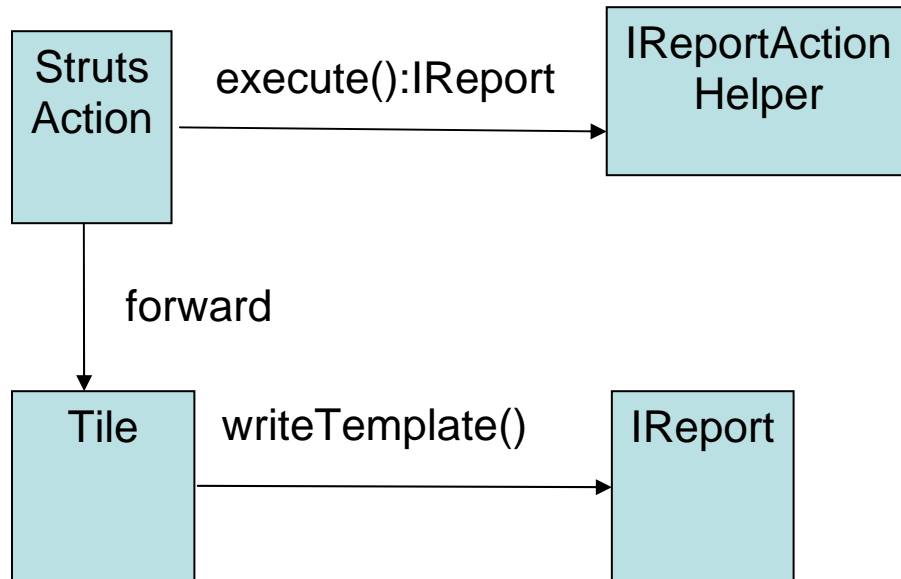 Struts
Action
execute():IReport
IReportAction
Helper
forward
Tile
writeTemplate()
IReport